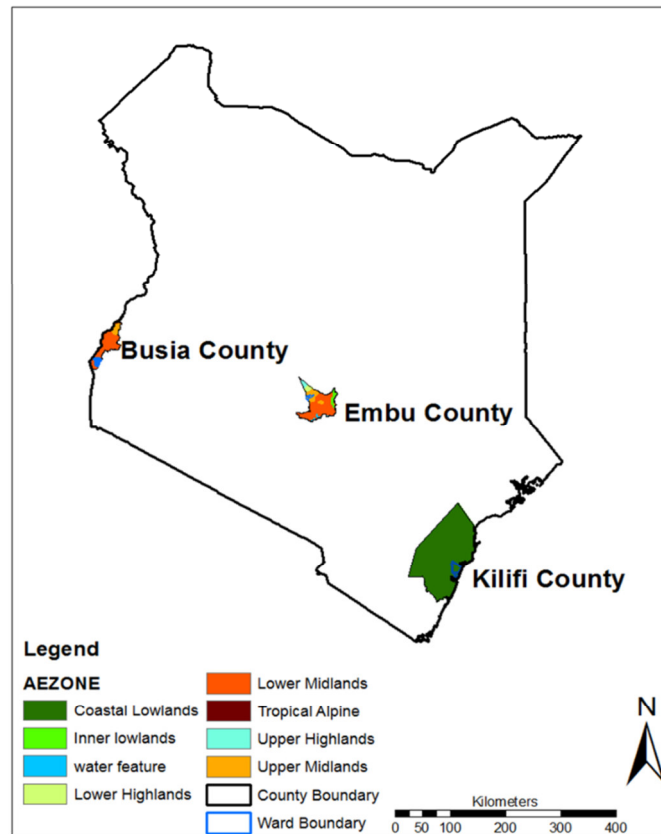 Busia County
Embu County
Kilifi County
Legend
AEZONE
Coastal Lowlands
Inner lowlands
water feature
Lower Highlands
Lower Midlands
Tropical Alpine
Upper Highlands
Upper Midlands
County Boundary
Ward Boundary
N
Kilometers
0 50 100 200 300 400